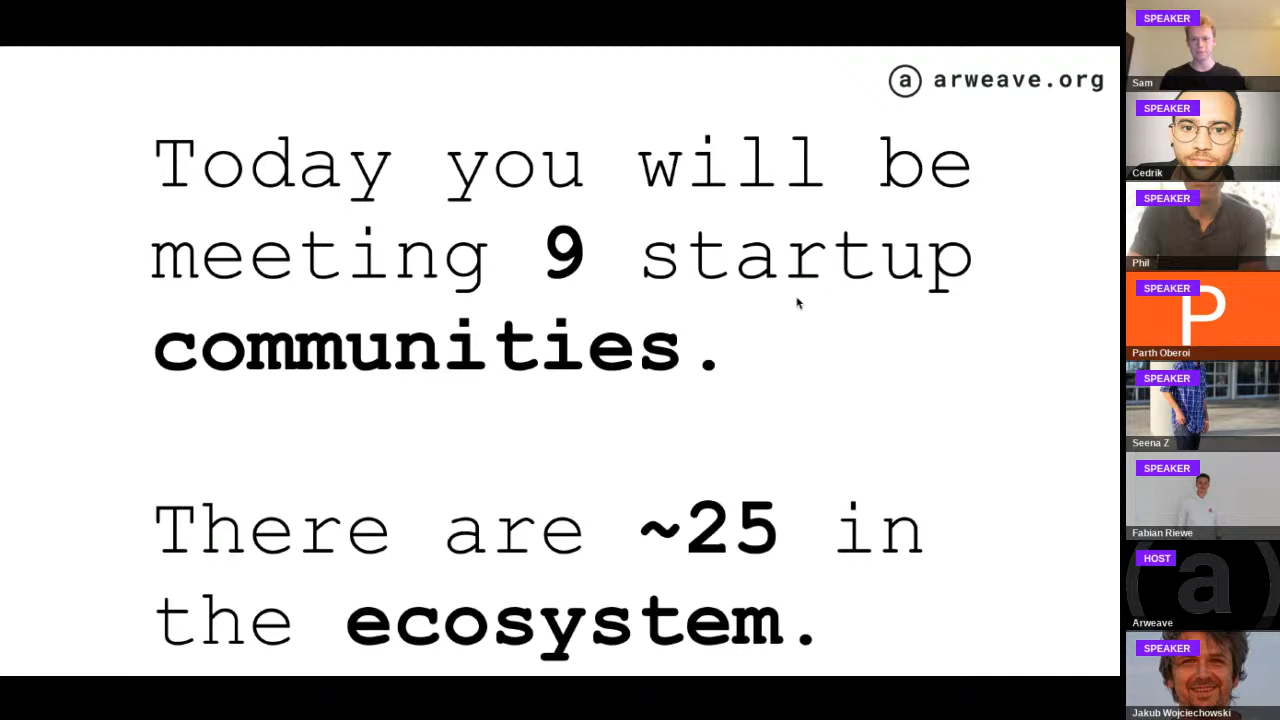 a arweave.org
Today you will be
meeting 9 startup
communities.
There are ~25 in
the ecosystem.
SPEAKER
Sam
SPEAKER
Cedrik
SPEAKER
Phil
SPEAKER
P
Parth Oberoi
SPEAKER
Seena Z
SPEAKER
Fabian Riewe
HOST
a
Arweave
SPEAKER
Jakub Wojciechowski